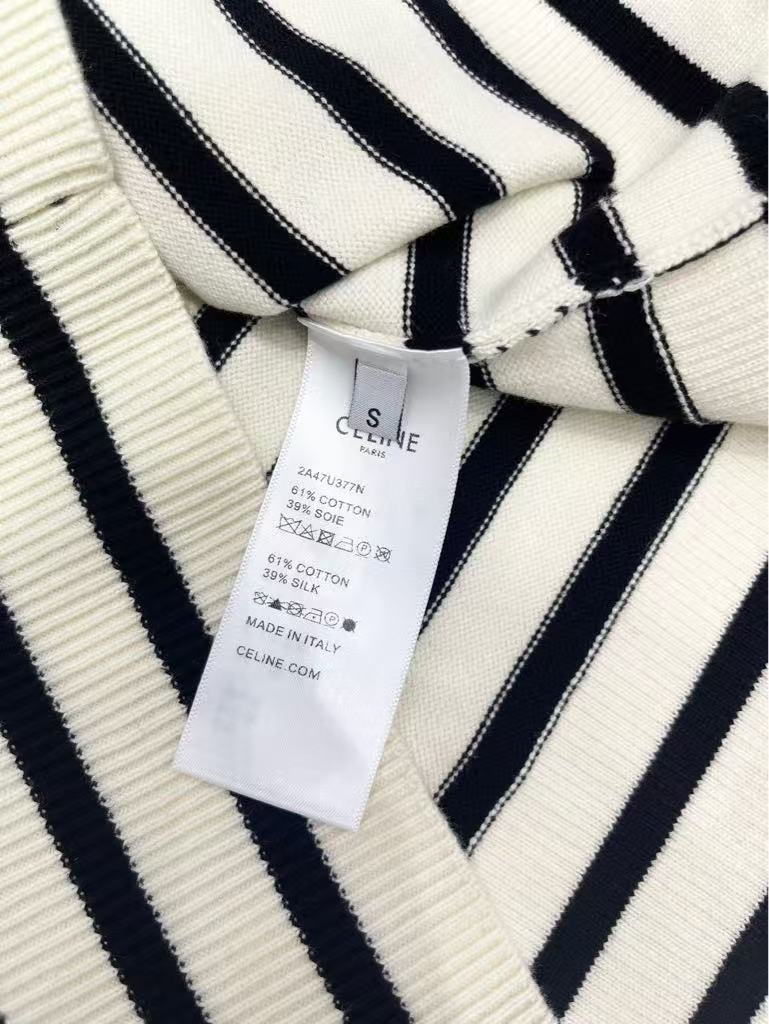 S
CELINE
PARIS
2A47U377N
61% COTTON
39% SOIE
61% COTTON
39% SILK
MADE IN ITALY
CELINE.COM